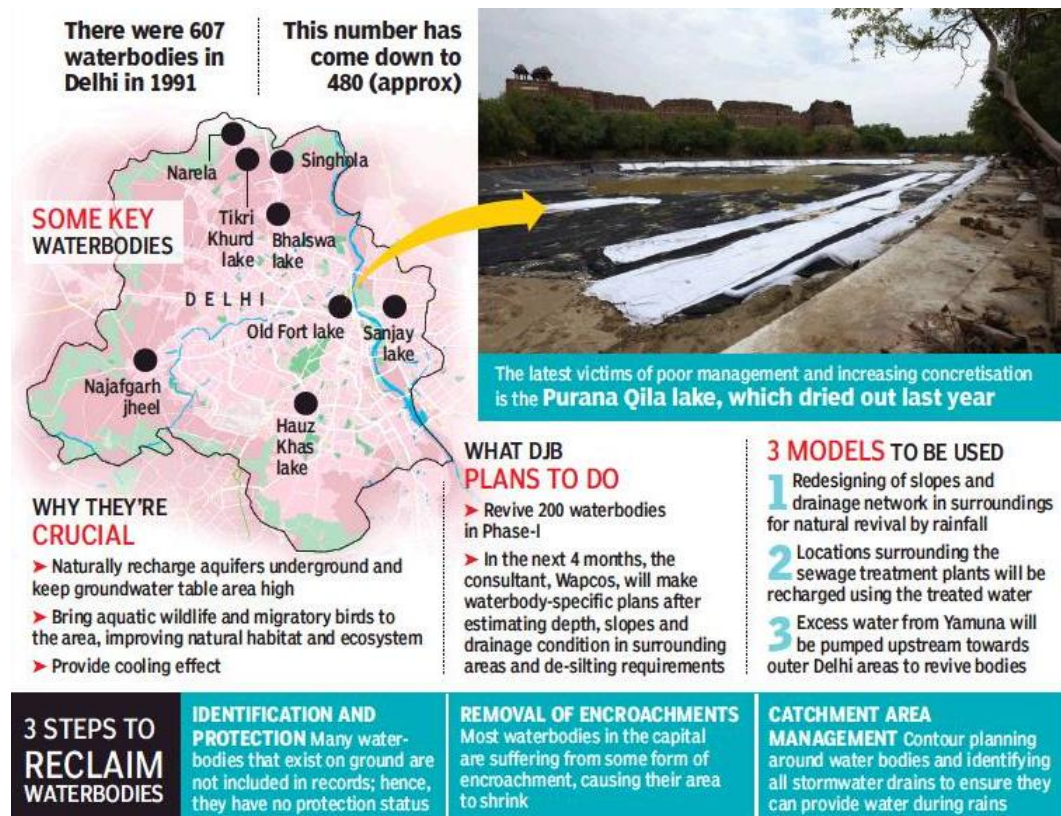 There were 607
waterbodies in
Delhi in 1991
This number has
come down to
480 (approx)
SOME KEY
WATERBODIES
Narela
Singhola
Tikri
Khurd
lake
Bhalswa
lake
DELHI
Old Fort lake
Sanjay
lake
Najafgarh
jheel
Hauz
Khas
lake
The latest victims of poor management and increasing concretisation
is the Purana Qila lake, which dried out last year
WHY THEY'RE
CRUCIAL
➤ Naturally recharge aquifers underground and
keep groundwater table area high
➤ Bring aquatic wildlife and migratory birds to
the area, improving natural habitat and ecosystem
➤ Provide cooling effect
WHAT DJB
PLANS TO DO
➤ Revive 200 waterbodies
in Phase-I
➤ In the next 4 months, the
consultant, Wapcos, will make
waterbody-specific plans after
estimating depth, slopes and
drainage condition in surrounding
areas and de-silting requirements
3 MODELS TO BE USED
1 Redesigning of slopes and
drainage network in surroundings
for natural revival by rainfall
2 Locations surrounding the
sewage treatment plants will be
recharged using the treated water
3 Excess water from Yamuna will
be pumped upstream towards
outer Delhi areas to revive bodies
3 STEPS TO
RECLAIM
WATERBODIES
IDENTIFICATION AND
PROTECTION Many water-
bodies that exist on ground are
not included in records; hence,
they have no protection status
REMOVAL OF ENCROACHMENTS
Most waterbodies in the capital
are suffering from some form of
encroachment, causing their area
to shrink
CATCHMENT AREA
MANAGEMENT Contour planning
around water bodies and identifying
all stormwater drains to ensure they
can provide water during rains